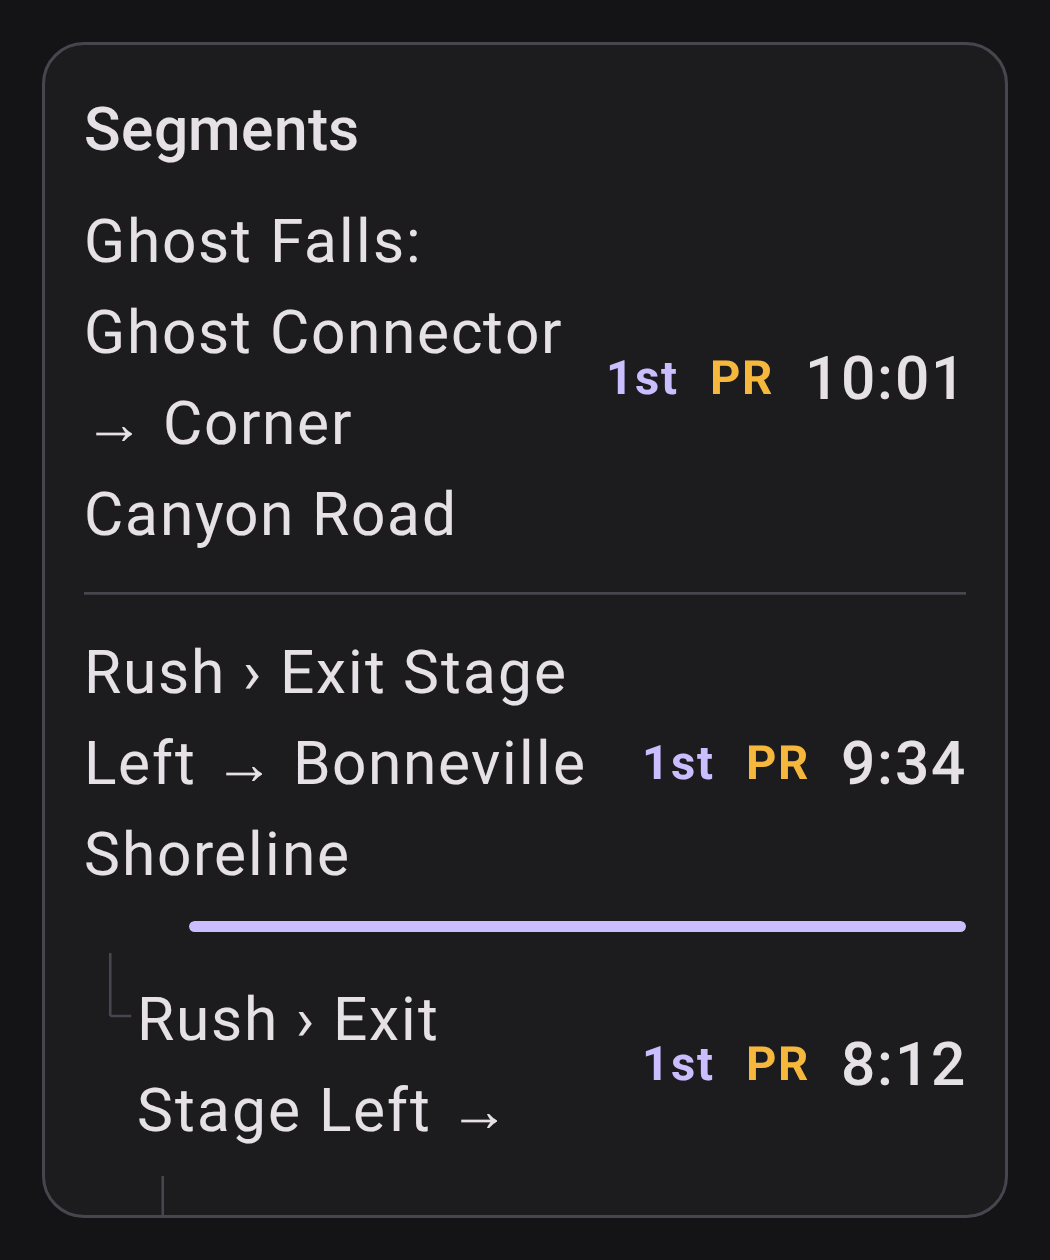 Segments
Ghost Falls:
Ghost Connector
→ Corner
Canyon Road
1st PR 10:01
Rush › Exit Stage
Left → Bonneville
Shoreline
1st PR 9:34
Rush › Exit
Stage Left →
1st PR 8:12